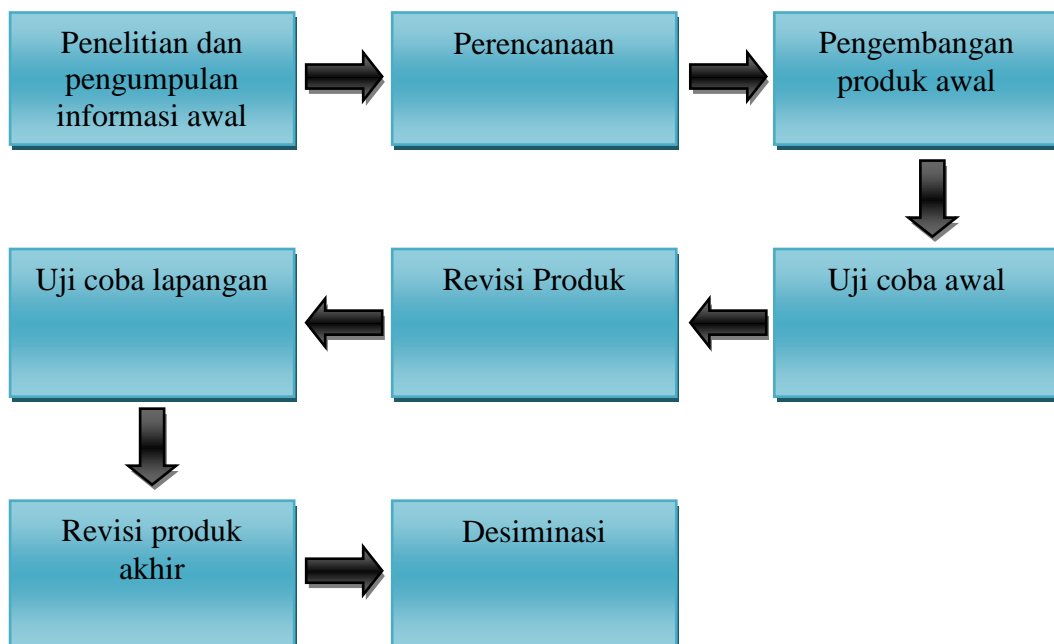 Penelitian dan
pengumpulan
informasi awal
Perencanaan
Pengembangan
produk awal
Uji coba awal
Revisi Produk
Uji coba lapangan
Revisi produk
akhir
Desiminasi